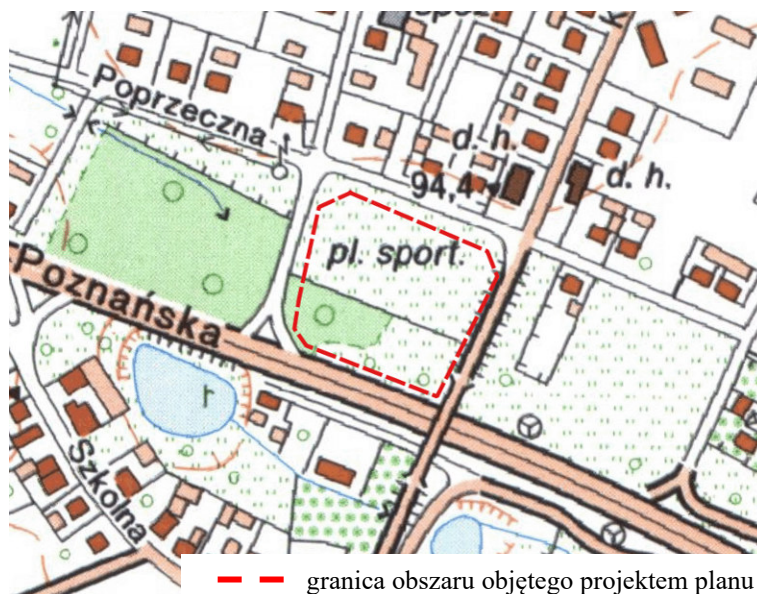 Poprzeczna
d. h.
94,4
d. h.
pl. sport.
Poznańska
Szkolna
granica obszaru objętego projektem planu